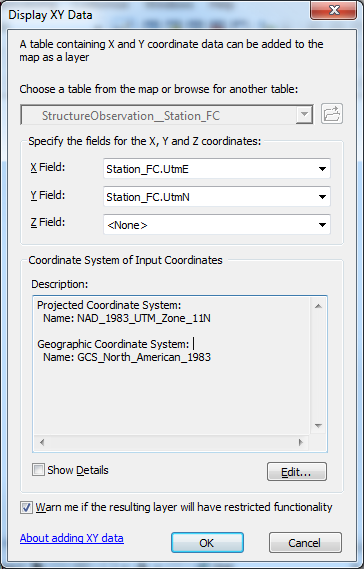 Display XY Data
A table containing X and Y coordinate data can be added to the
map as a layer
Choose a table from the map or browse for another table:
StructureObservation__Station_FC
Specify the fields for the X, Y and Z coordinates:
X Field: Station_FC.UtmE
Y Field: Station_FC.UtmN
Z Field: <None>
Coordinate System of Input Coordinates
Description:
Projected Coordinate System:
Name: NAD_1983_UTM_Zone_11N
Geographic Coordinate System:
Name: GCS_North_American_1983
Show Details
Edit...
Warn me if the resulting layer will have restricted functionality
About adding XY data
OK
Cancel